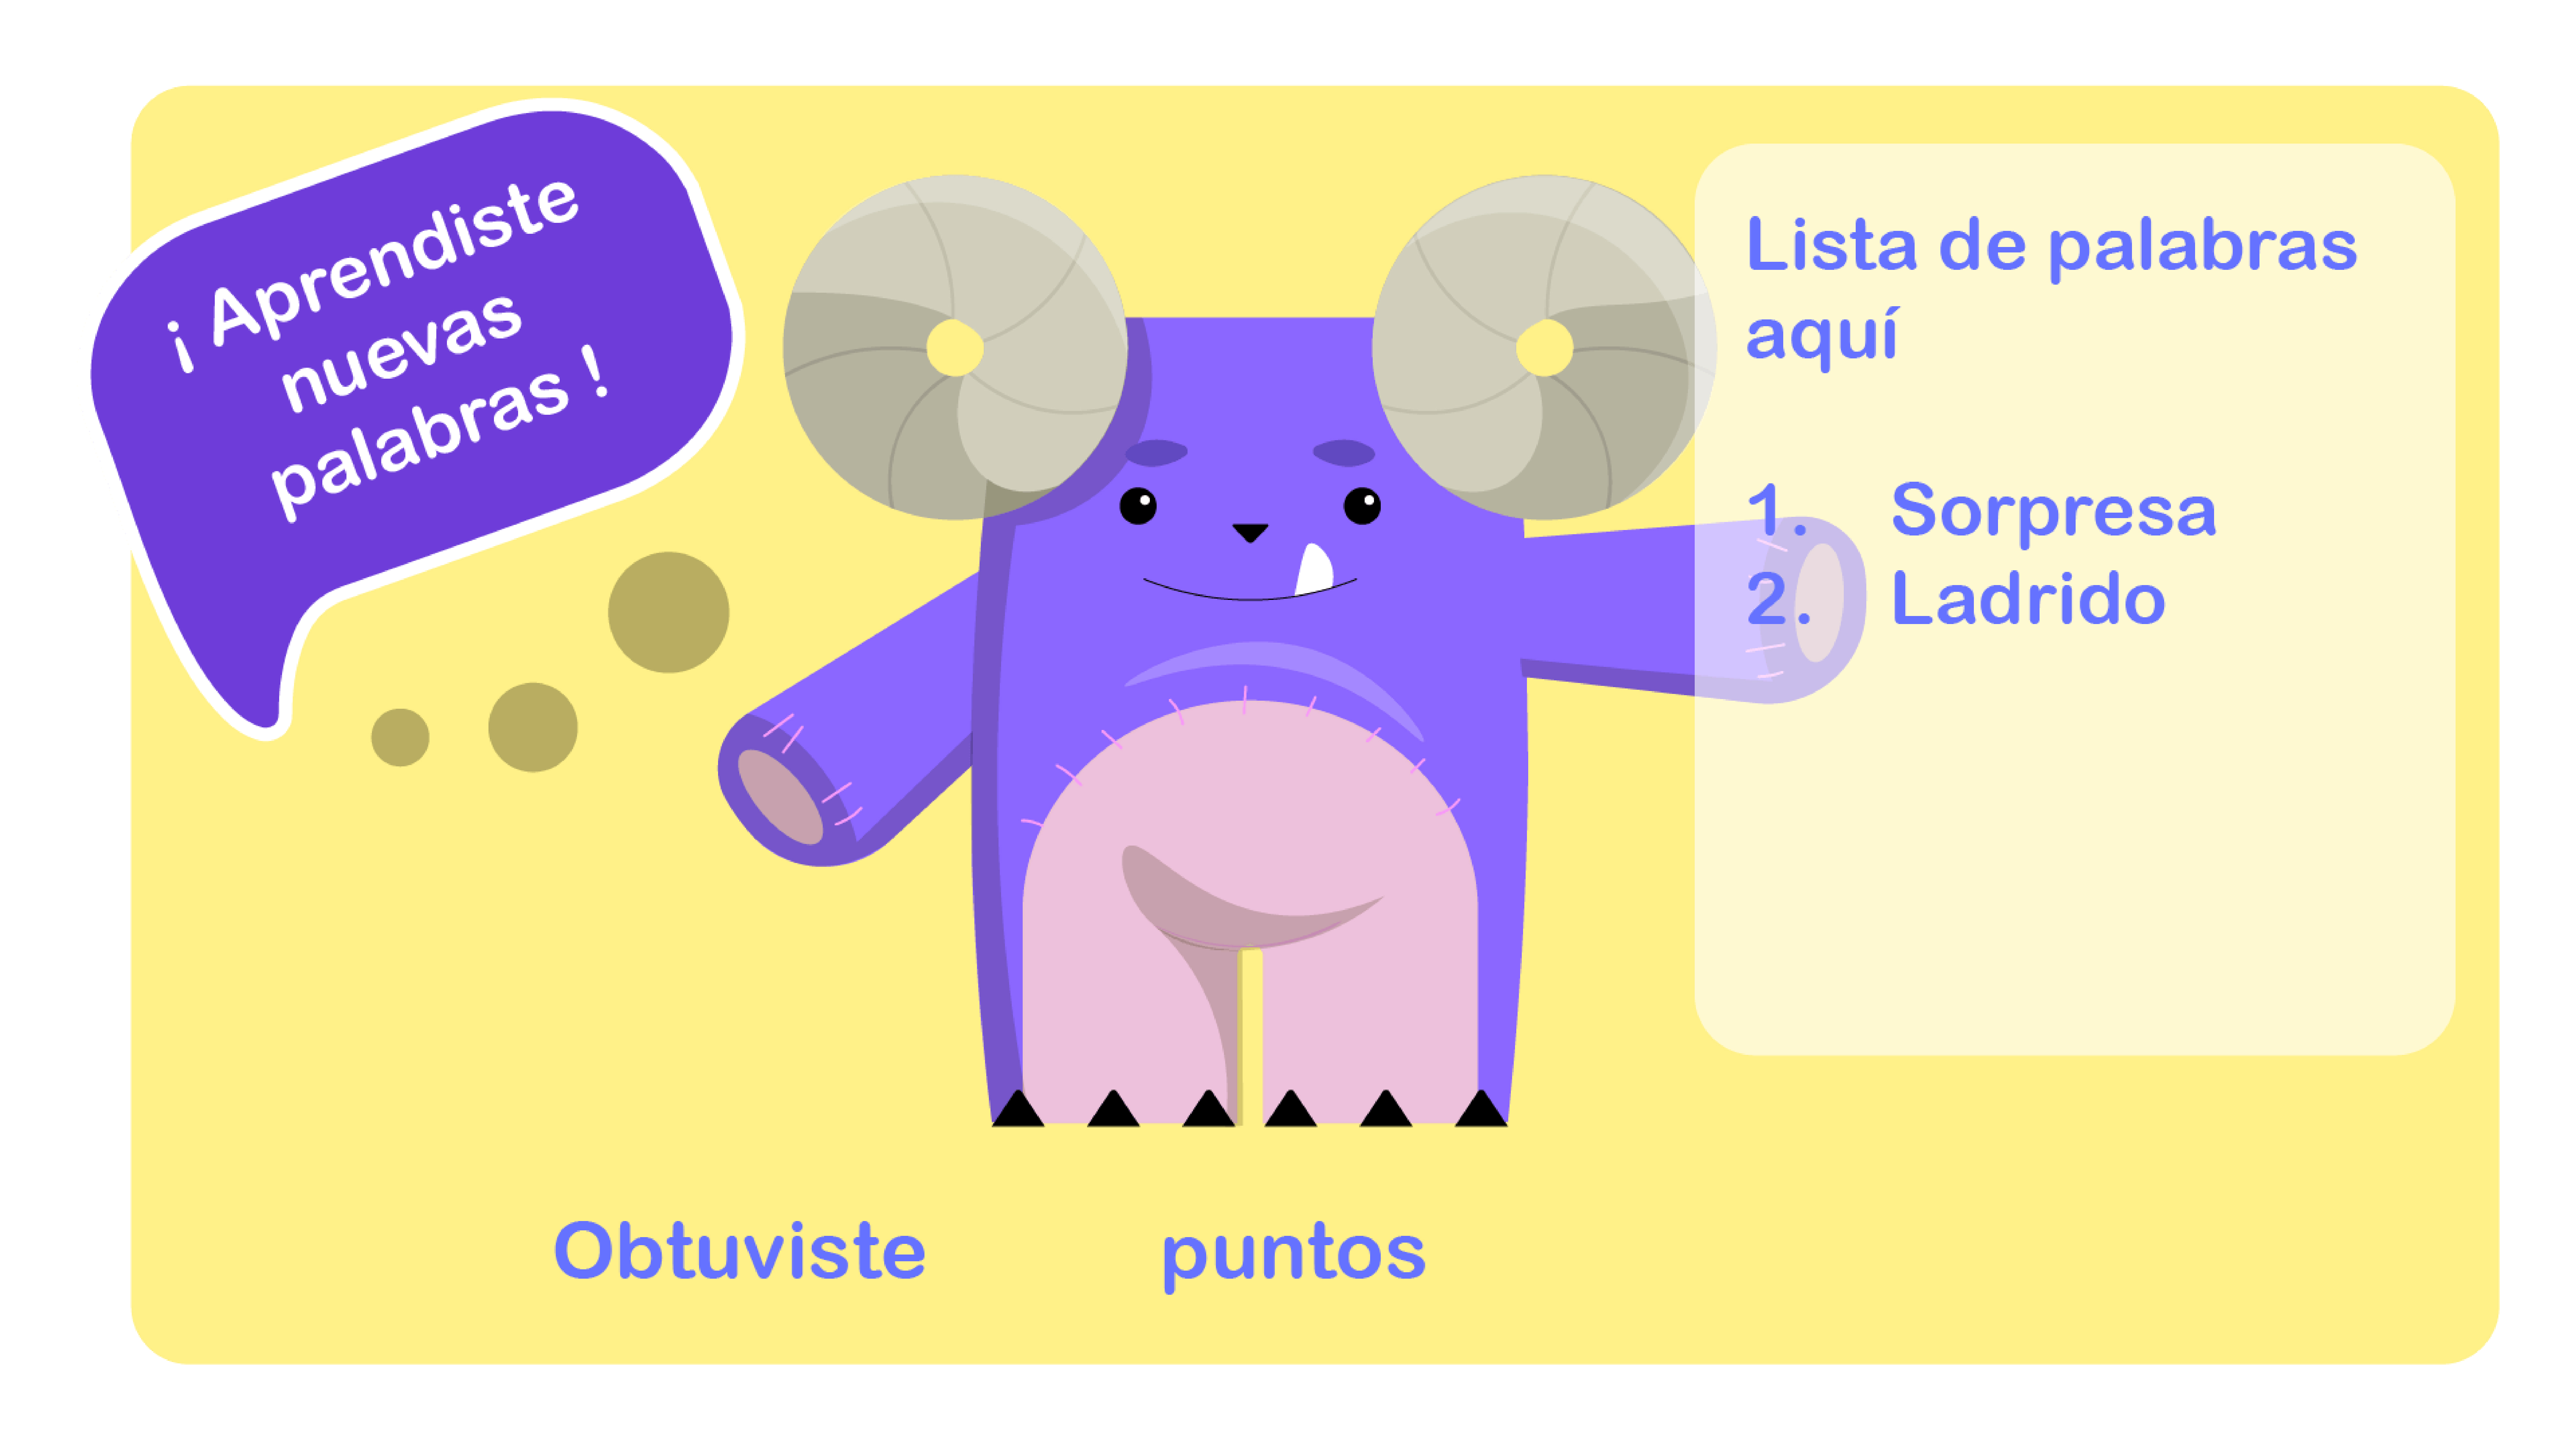 ¡ Aprendiste
nuevas
palabras !
Lista de palabras
aquí
1. Sorpresa
2. Ladrido
Obtuviste puntos